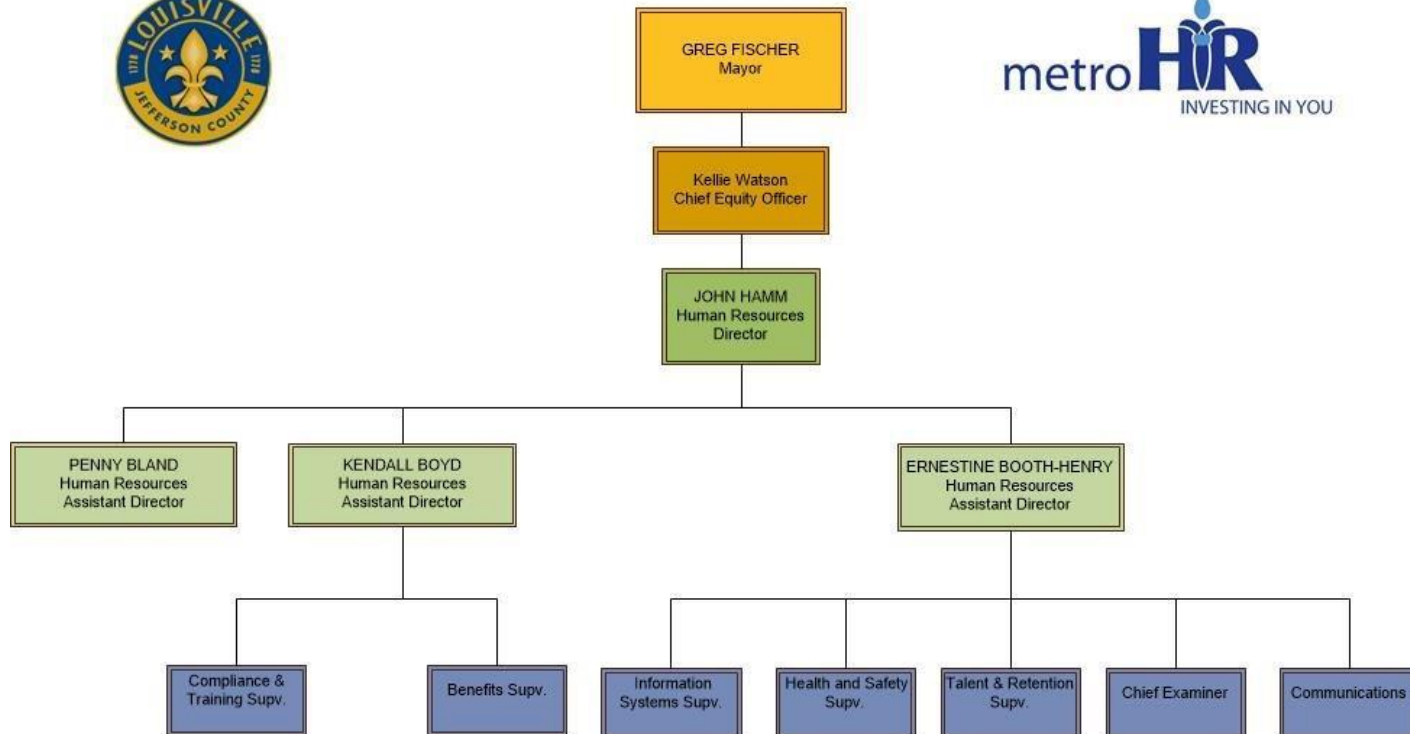 LOUISVILLE
1778
1778
JEFFERSON COUNTY
GREG FISCHER
Mayor
metro HR
INVESTING IN YOU
Kellie Watson
Chief Equity Officer
JOHN HAMM
Human Resources
Director
PENNY BLAND
Human Resources
Assistant Director
KENDALL BOYD
Human Resources
Assistant Director
ERNESTINE BOOTH-HENRY
Human Resources
Assistant Director
Compliance &
Training Supv.
Benefits Supv.
Information
Systems Supv.
Health and Safety
Supv.
Talent & Retention
Supv.
Chief Examiner
Communications